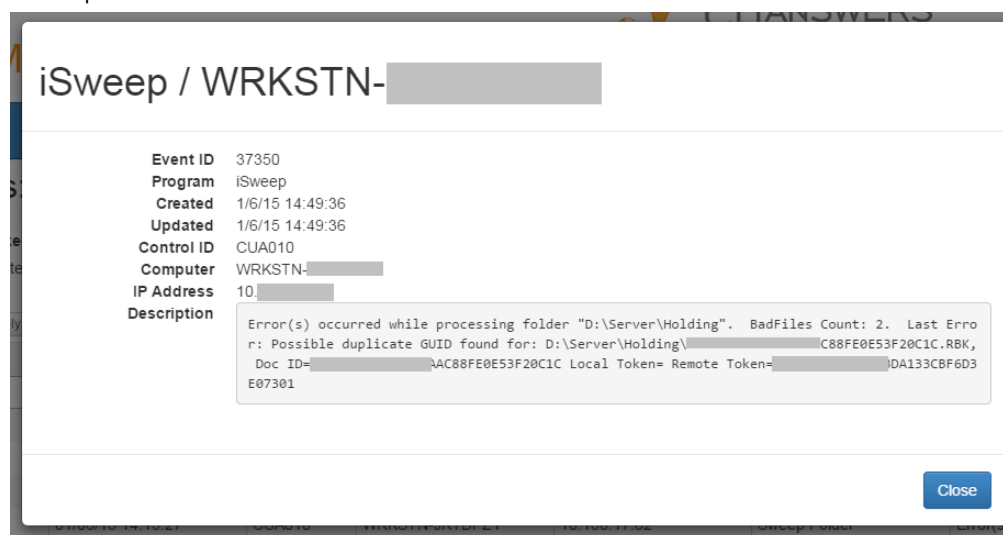 iSweep / WRKSTN-
Event ID 37350
Program iSweep
Created 1/6/15 14:49:36
Updated 1/6/15 14:49:36
Control ID CUA010
Computer WRKSTN-
IP Address 10.
Description
Error(s) occurred while processing folder "D:\Server\Holding".  BadFiles Count: 2.  Last Erro
r: Possible duplicate GUID found for: D:\Server\Holding\ C88FE0E53F20C1C.RBK,
Doc ID= AAC88FE0E53F20C1C Local Token= Remote Token= DA133CBF6D3
E07301
Close